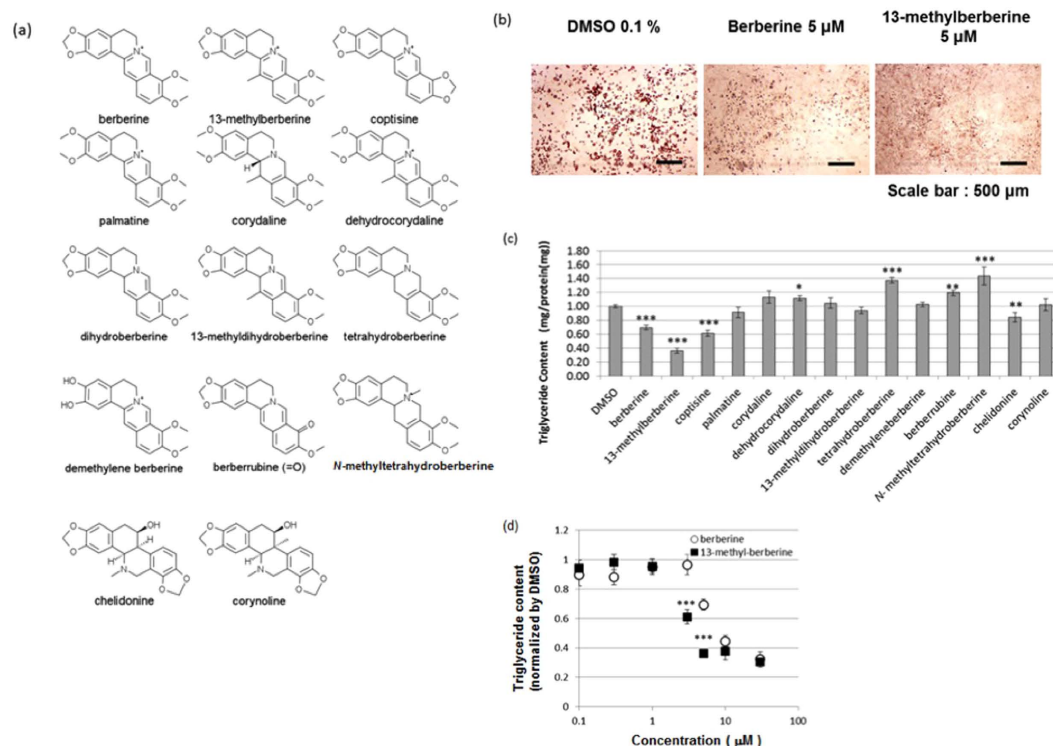 (a)
berberine
13-methylberberine
coptisine
palmatine
corydaline
dehydrocorydaline
dihydroberberine
13-methyldihydroberberine
tetrahydroberberine
demethylene berberine
berberrubine (=O)
N-methyltetrahydroberberine
chelidonine
corynoline
(b)
DMSO 0.1 %
Berberine 5 µM
13-methylberberine
5 µM
Scale bar : 500 µm
(c)
Triglyceride Content (mg/protein(mg))
1.80
1.60
1.40
1.20
1.00
0.80
0.60
0.40
0.20
0.00
***
***
***
*
***
**
***
**
DMSO
berberine
13-methylberberine
coptisine
palmatine
corydaline
dehydrocorydaline
dihydroberberine
13-methyldihydroberberine
tetrahydroberberine
demethyleneberberine
berberrubine
N- methyltetrahydroberberine
chelidonine
corynoline
(d)
Triglyceride content
(normalized by DMSO)
1.2
1
0.8
0.6
0.4
0.2
0
berberine
13-methyl-berberine
***
***
0.1
1
10
100
Concentration ( µM)